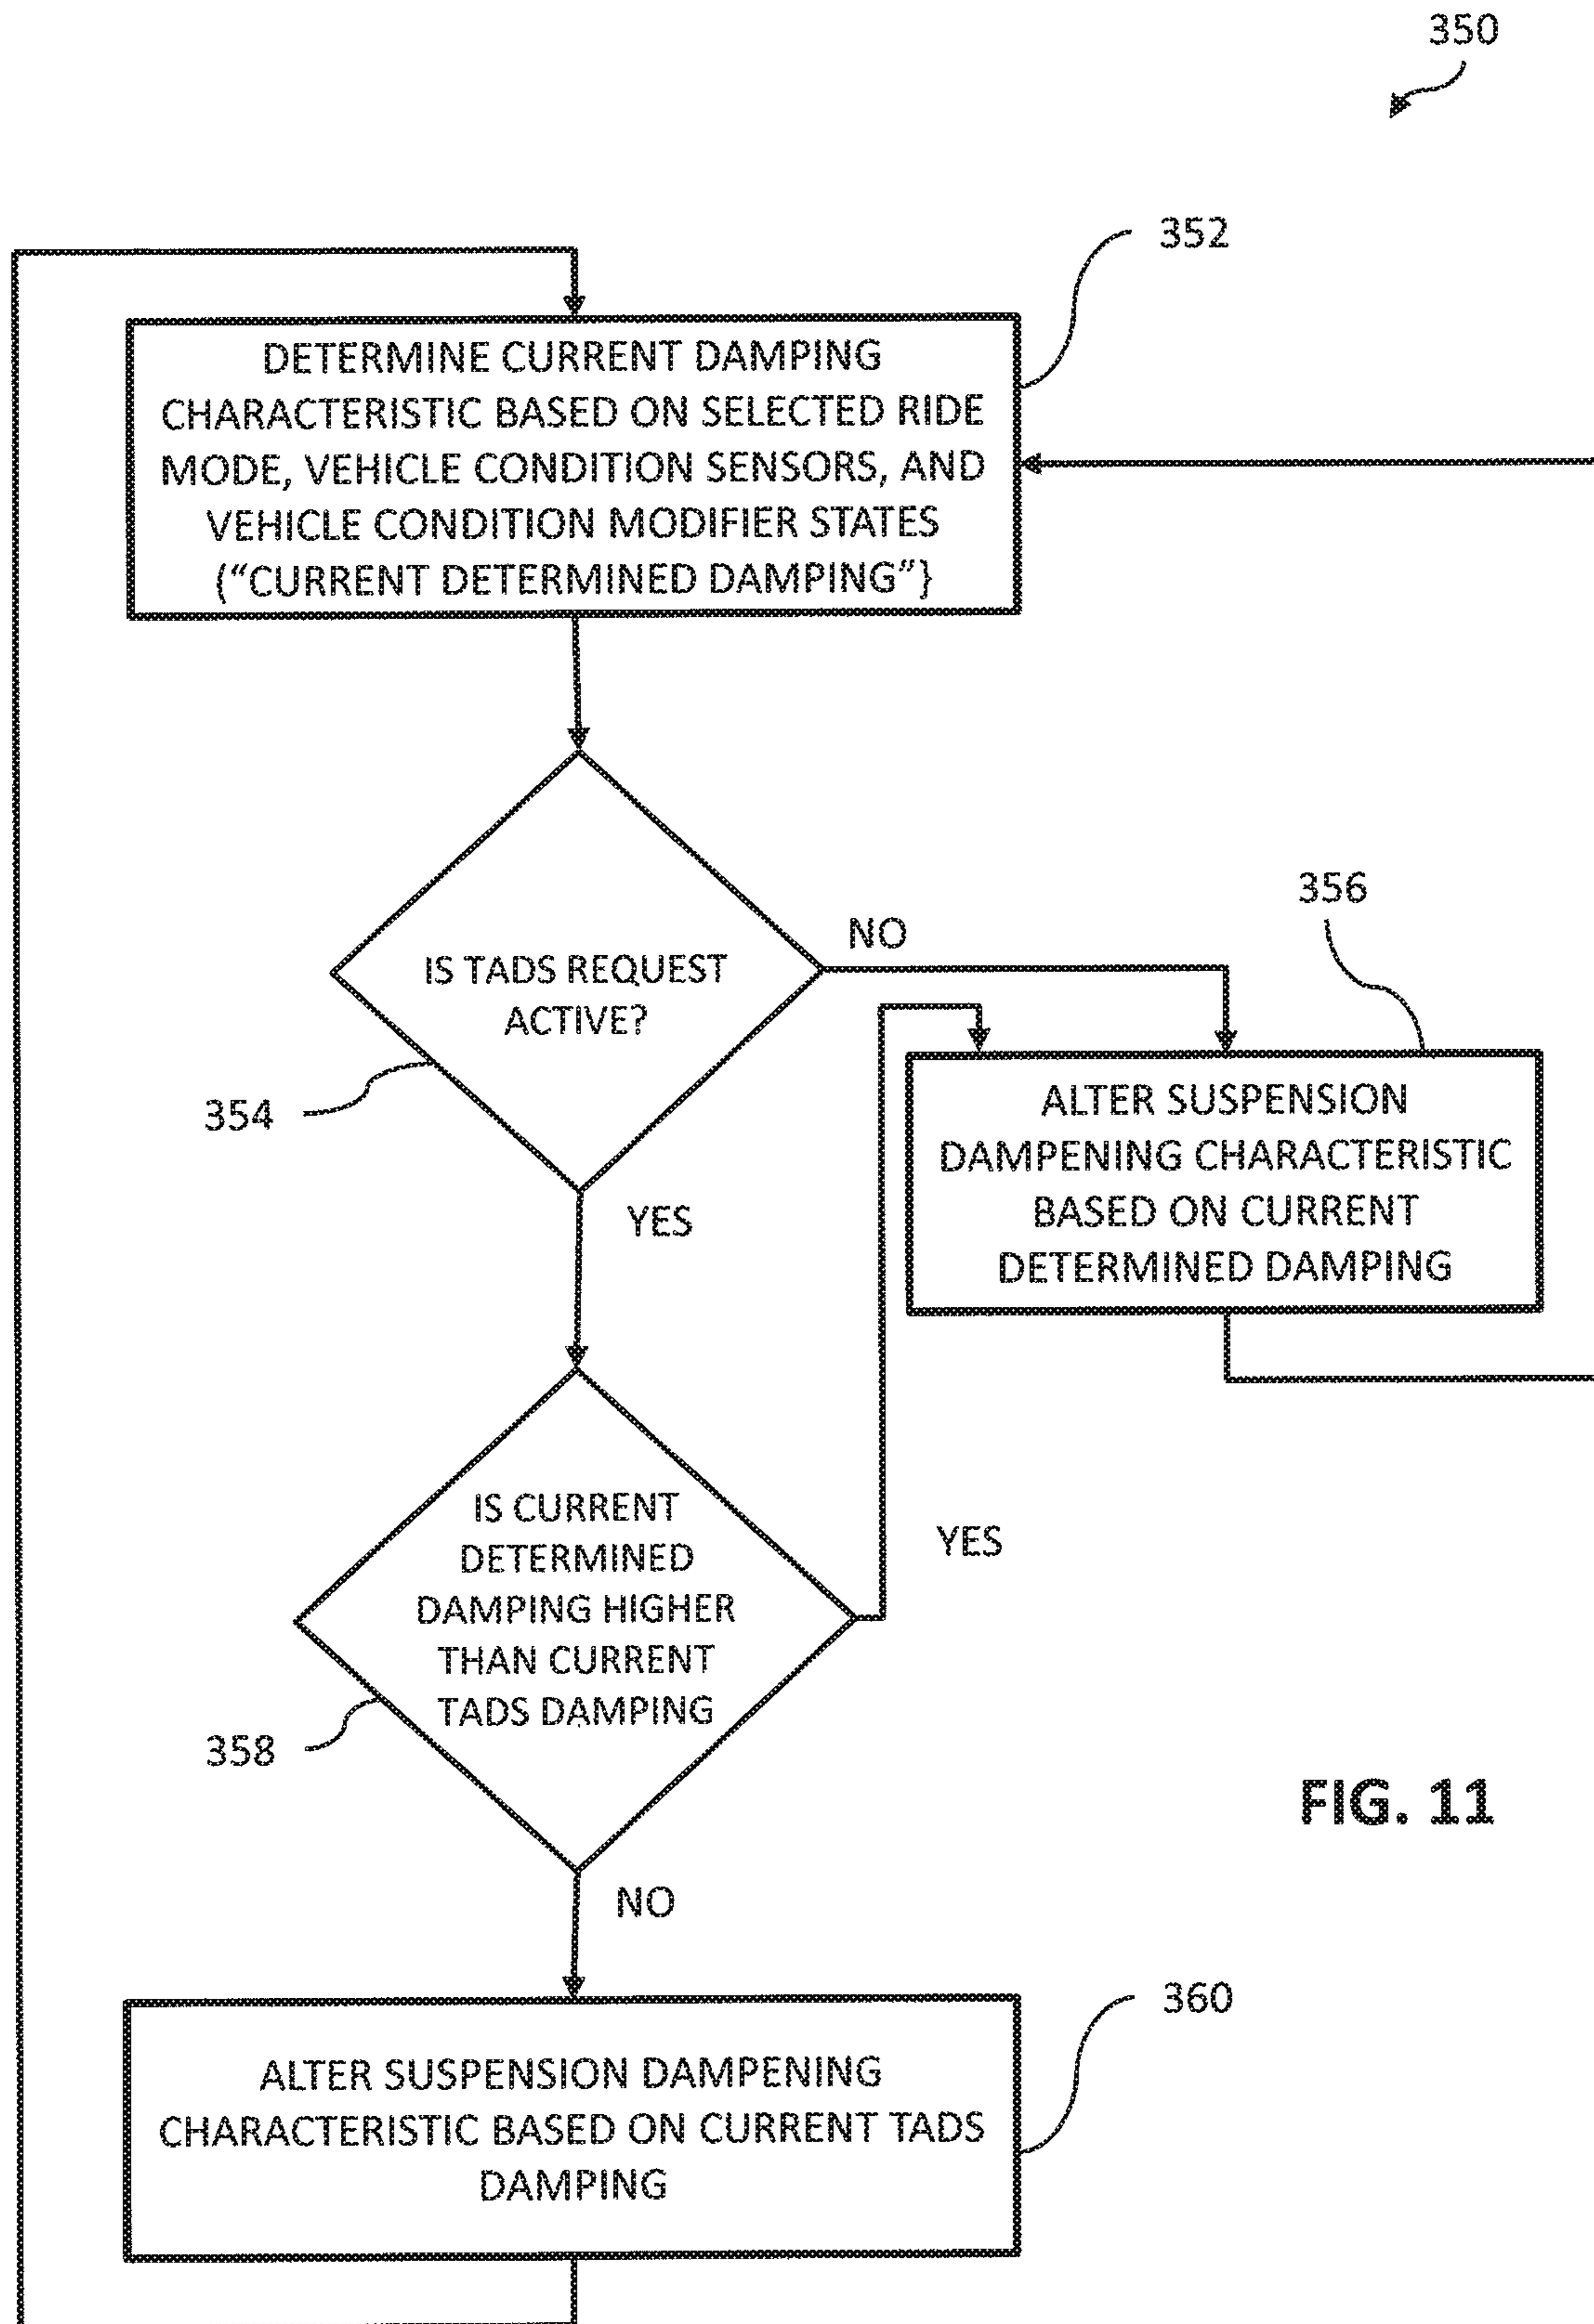 350
352
DETERMINE CURRENT DAMPING
CHARACTERISTIC BASED ON SELECTED RIDE
MODE, VEHICLE CONDITION SENSORS, AND
VEHICLE CONDITION MODIFIER STATES
("CURRENT DETERMINED DAMPING"}
IS TADS REQUEST
ACTIVE?
NO
354
YES
356
ALTER SUSPENSION
DAMPENING CHARACTERISTIC
BASED ON CURRENT
DETERMINED DAMPING
IS CURRENT
DETERMINED
DAMPING HIGHER
THAN CURRENT
TADS DAMPING
YES
358
NO
FIG. 11
360
ALTER SUSPENSION DAMPENING
CHARACTERISTIC BASED ON CURRENT TADS
DAMPING